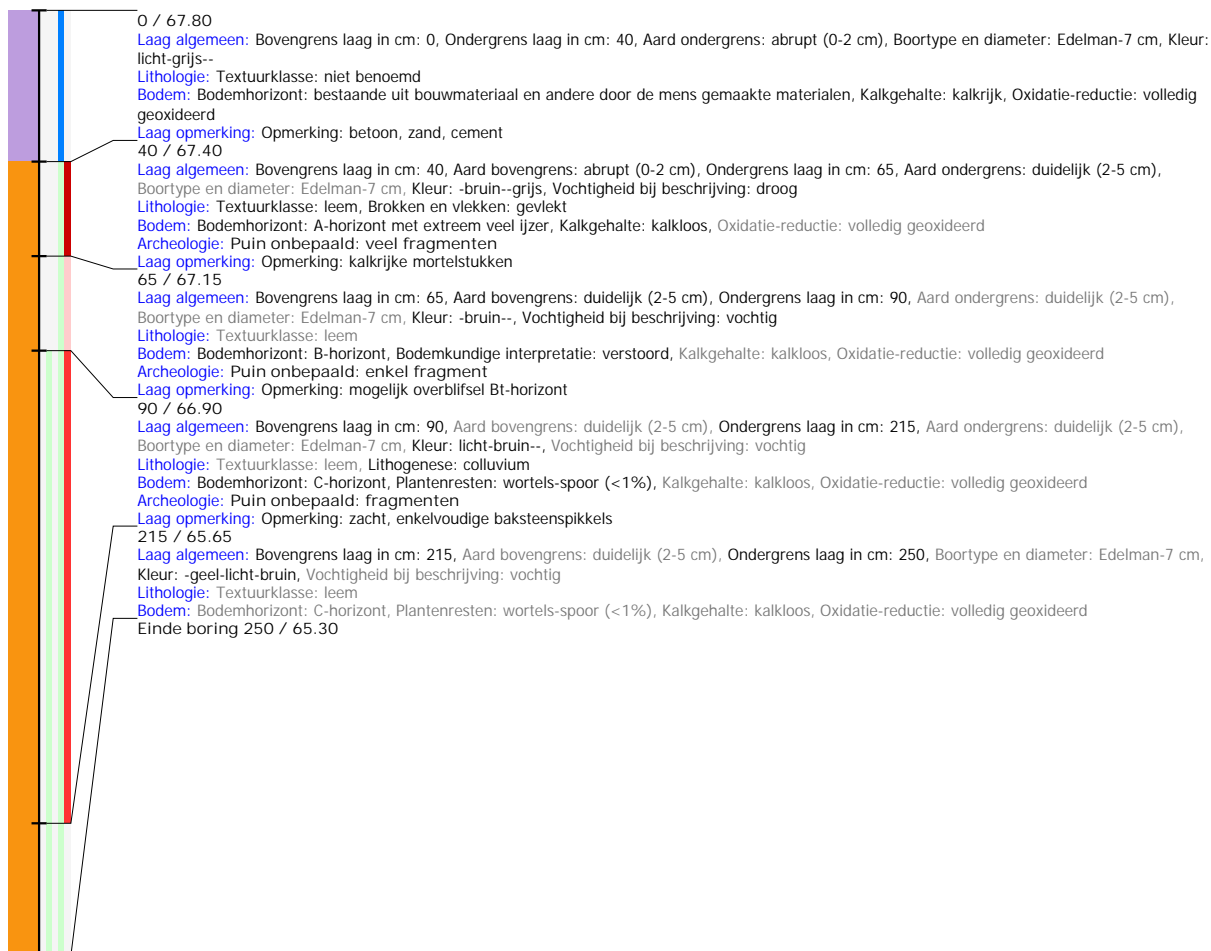 0 / 67.80
Laag algemeen: Bovengrens laag in cm: 0, Ondergrens laag in cm: 40, Aard ondergrens: abrupt (0-2 cm), Boortype en diameter: Edelman-7 cm, Kleur:
licht-grijs--
Lithologie: Textuurklasse: niet benoemd
Bodem: Bodemhorizont: bestaande uit bouwmateriaal en andere door de mens gemaakte materialen, Kalkgehalte: kalkrijk, Oxidatie-reductie: volledig
geoxideerd
Laag opmerking: Opmerking: betoon, zand, cement
40 / 67.40
Laag algemeen: Bovengrens laag in cm: 40, Aard bovengrens: abrupt (0-2 cm), Ondergrens laag in cm: 65, Aard ondergrens: duidelijk (2-5 cm),
Boortype en diameter: Edelman-7 cm, Kleur: -bruin--grijs, Vochtigheid bij beschrijving: droog
Lithologie: Textuurklasse: leem, Brokken en vlekken: gevlekt
Bodem: Bodemhorizont: A-horizont met extreem veel ijzer, Kalkgehalte: kalkloos, Oxidatie-reductie: volledig geoxideerd
Archeologie: Puin onbepaald: veel fragmenten
Laag opmerking: Opmerking: kalkrijke mortelstukken
65 / 67.15
Laag algemeen: Bovengrens laag in cm: 65, Aard bovengrens: duidelijk (2-5 cm), Ondergrens laag in cm: 90, Aard ondergrens: duidelijk (2-5 cm),
Boortype en diameter: Edelman-7 cm, Kleur: -bruin--, Vochtigheid bij beschrijving: vochtig
Lithologie: Textuurklasse: leem
Bodem: Bodemhorizont: B-horizont, Bodemkundige interpretatie: verstoord, Kalkgehalte: kalkloos, Oxidatie-reductie: volledig geoxideerd
Archeologie: Puin onbepaald: enkel fragment
Laag opmerking: Opmerking: mogelijk overblifsel Bt-horizont
90 / 66.90
Laag algemeen: Bovengrens laag in cm: 90, Aard bovengrens: duidelijk (2-5 cm), Ondergrens laag in cm: 215, Aard ondergrens: duidelijk (2-5 cm),
Boortype en diameter: Edelman-7 cm, Kleur: licht-bruin--, Vochtigheid bij beschrijving: vochtig
Lithologie: Textuurklasse: leem, Lithogenese: colluvium
Bodem: Bodemhorizont: C-horizont, Plantenresten: wortels-spoor (<1%), Kalkgehalte: kalkloos, Oxidatie-reductie: volledig geoxideerd
Archeologie: Puin onbepaald: fragmenten
Laag opmerking: Opmerking: zacht, enkelvoudige baksteenspikkels
215 / 65.65
Laag algemeen: Bovengrens laag in cm: 215, Aard bovengrens: duidelijk (2-5 cm), Ondergrens laag in cm: 250, Boortype en diameter: Edelman-7 cm,
Kleur: -geel-licht-bruin, Vochtigheid bij beschrijving: vochtig
Lithologie: Textuurklasse: leem
Bodem: Bodemhorizont: C-horizont, Plantenresten: wortels-spoor (<1%), Kalkgehalte: kalkloos, Oxidatie-reductie: volledig geoxideerd
Einde boring 250 / 65.30